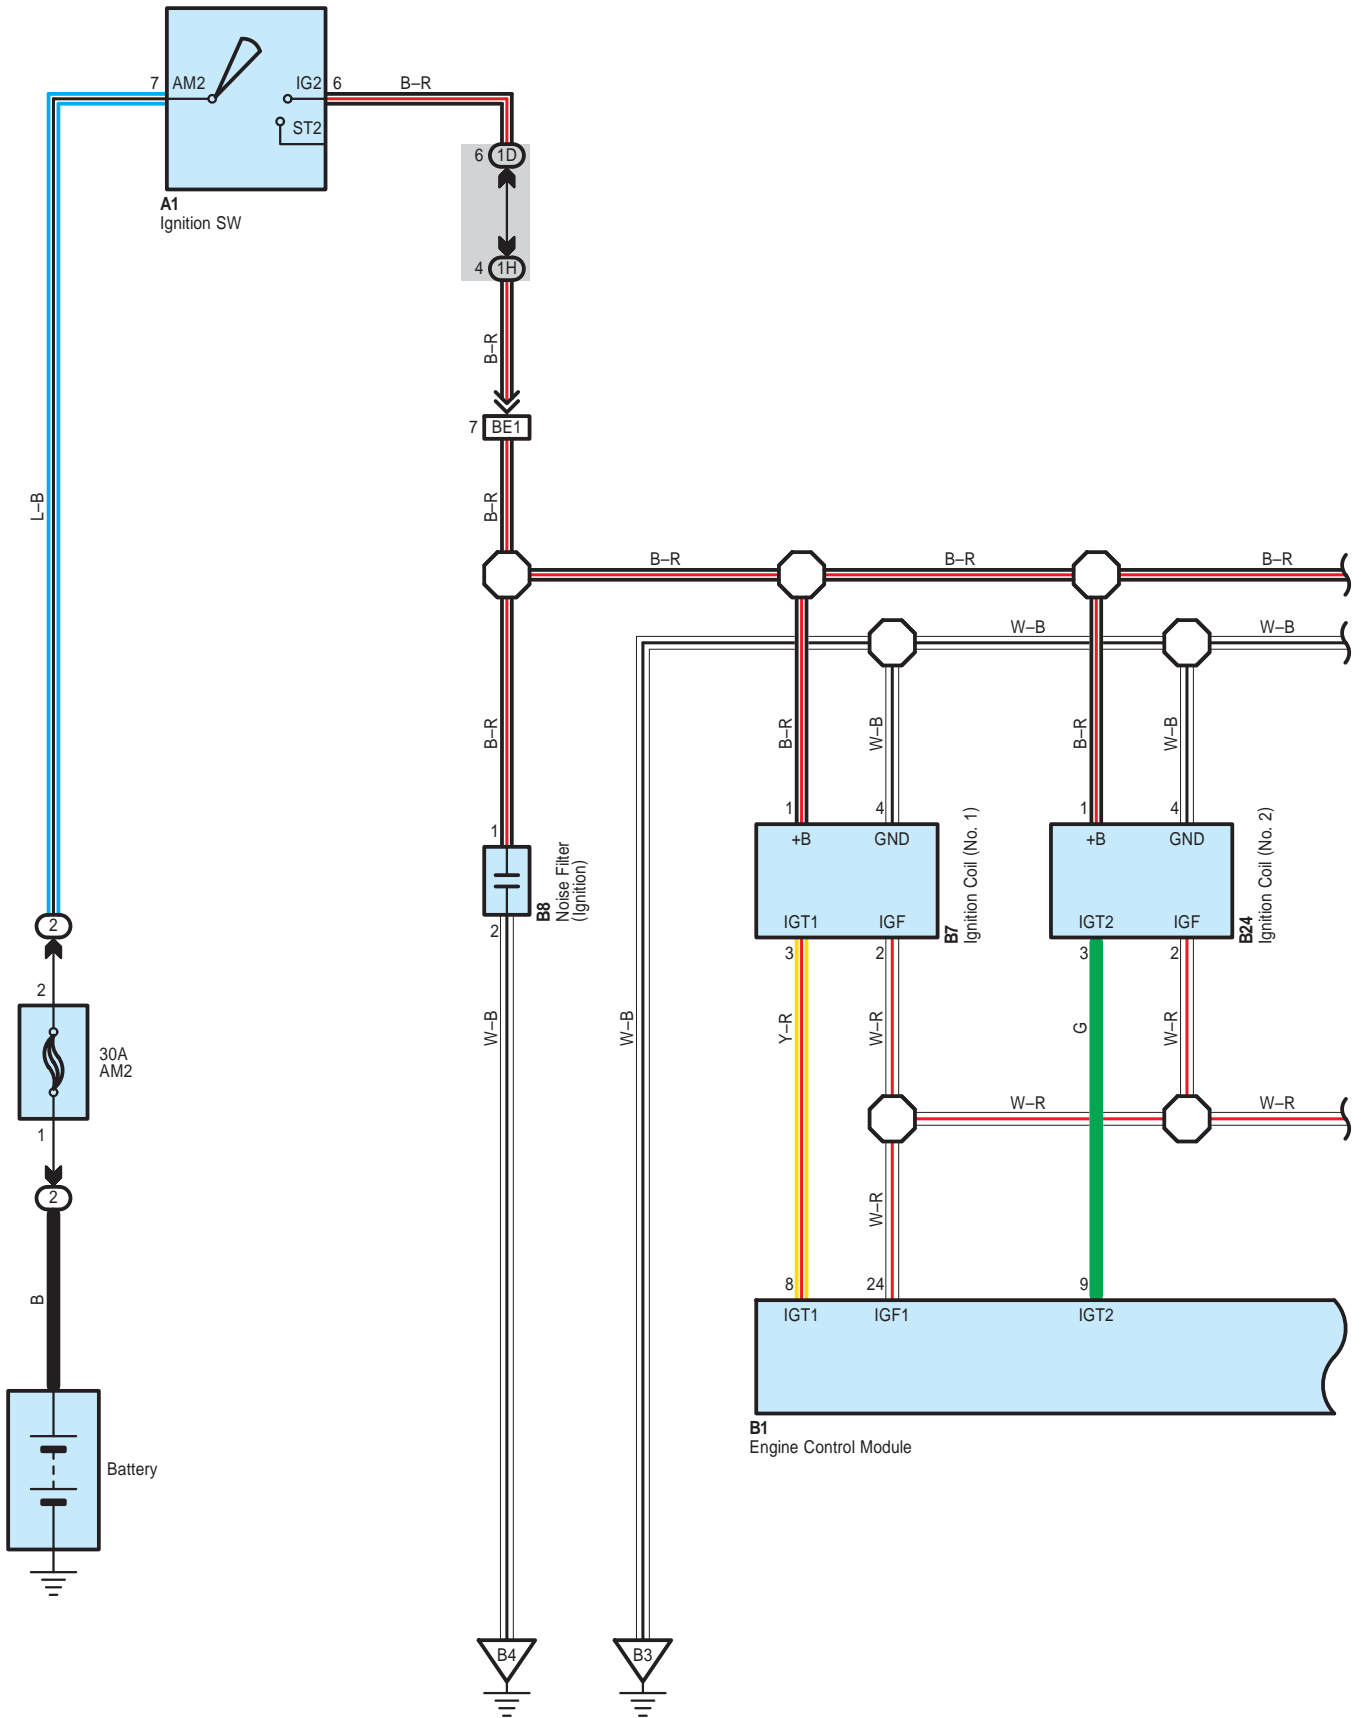 7 AM2
IG2 6
B–R
ST2
A1
Ignition SW
6 1D
4 1H
B–R
7 BE1
L–B
B–R
B–R
B–R
B–R
W–B
W–B
B–R
B–R
W–B
B–R
W–B
1
1
4
1
4
+B
GND
+B
GND
B8
Noise Filter
(Ignition)
B7
Ignition Coil (No. 1)
B24
Ignition Coil (No. 2)
IGT1
IGF
IGT2
IGF
2
2
3
2
3
2
2
30A
AM2
1
2
W–B
W–B
Y–R
W–R
G
W–R
W–R
W–R
W–R
B
8
24
9
IGT1
IGF1
IGT2
B1
Engine Control Module
Battery
B4
B3